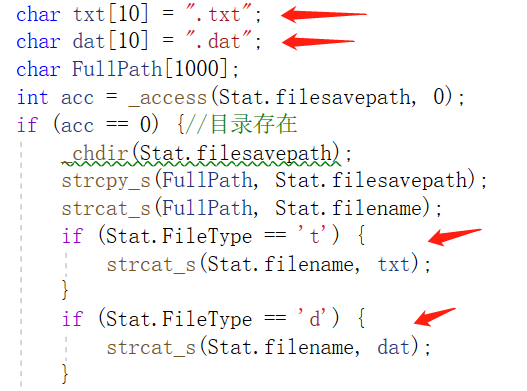 char txt[10] = ".txt";
char dat[10] = ".dat";
char FullPath[1000];
int acc = _access(Stat.filesavepath, 0);
if (acc == 0) {//目录存在
    _chdir(Stat.filesavepath);
    strcpy_s(FullPath, Stat.filesavepath);
    strcat_s(FullPath, Stat.filename);
    if (Stat.FileType == 't') {
        strcat_s(Stat.filename, txt);
    }
    if (Stat.FileType == 'd') {
        strcat_s(Stat.filename, dat);
    }